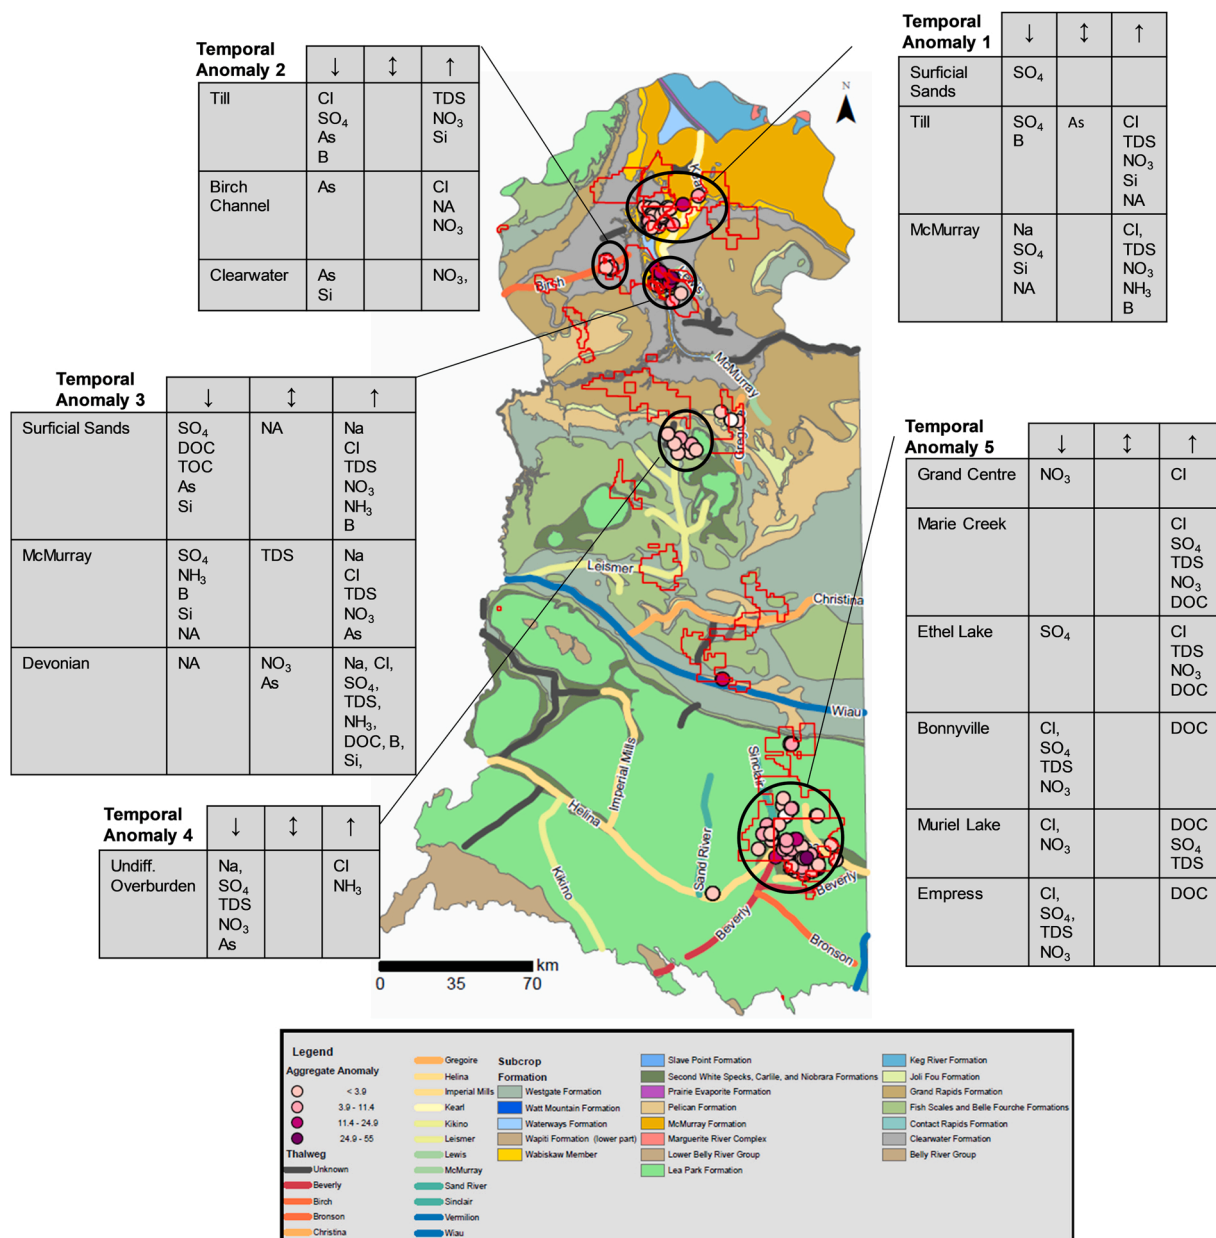 Temporal
Anomaly 2
↓ ↕ ↑
Till
Cl
SO₄
As
B
TDS
NO₃
Si
Birch
Channel
As
Cl
NA
NO₃
Clearwater
As
Si
NO₃,
Temporal
Anomaly 1
↓ ↕ ↑
Surficial
Sands
SO₄
Till
SO₄
B
As
Cl
TDS
NO₃
Si
NA
McMurray
Na
SO₄
Si
NA
Cl,
TDS
NO₃
NH₃
B
Temporal
Anomaly 3
↓ ↕ ↑
Surficial Sands
SO₄
DOC
TOC
As
Si
NA
Na
Cl
TDS
NO₃
NH₃
B
McMurray
SO₄
NH₃
B
Si
NA
TDS
Na
Cl
TDS
NO₃
As
Devonian
NA
NO₃
As
Na, Cl,
SO₄,
TDS,
NH₃,
DOC, B,
Si,
Temporal
Anomaly 4
↓ ↕ ↑
Undiff.
Overburden
Na,
SO₄
TDS
NO₃
As
Cl
NH₃
Temporal
Anomaly 5
↓ ↕ ↑
Grand Centre
NO₃
Cl
Marie Creek
Cl
SO₄
TDS
NO₃
DOC
Ethel Lake
SO₄
Cl
TDS
NO₃
DOC
Bonnyville
Cl,
SO₄
TDS
NO₃
DOC
Muriel Lake
Cl,
NO₃
DOC
SO₄
TDS
Empress
Cl,
SO₄,
TDS
NO₃
DOC
N
Birch
McMurray
Leismer
Christina
Wiau
Sinclair
Imperial Mills
Helina
Kikino
Sand River
Beverly
Beverly
Bronson
km
0 35 70
Legend
Aggregate Anomaly
< 3.9
3.9 - 11.4
11.4 - 24.9
24.9 - 55
Thalweg
Unknown
Beverly
Birch
Bronson
Christina
Gregoire
Helina
Imperial Mills
Kearl
Kikino
Leismer
Lewis
McMurray
Sand River
Sinclair
Vermilion
Wiau
Subcrop
Formation
Westgate Formation
Watt Mountain Formation
Waterways Formation
Wapiti Formation (lower part)
Wabiskaw Member
Slave Point Formation
Second White Specks, Carlile, and Niobrara Formations
Prairie Evaporite Formation
Pelican Formation
McMurray Formation
Marguerite River Complex
Lower Belly River Group
Lea Park Formation
Keg River Formation
Joli Fou Formation
Grand Rapids Formation
Fish Scales and Belle Fourche Formations
Contact Rapids Formation
Clearwater Formation
Belly River Group